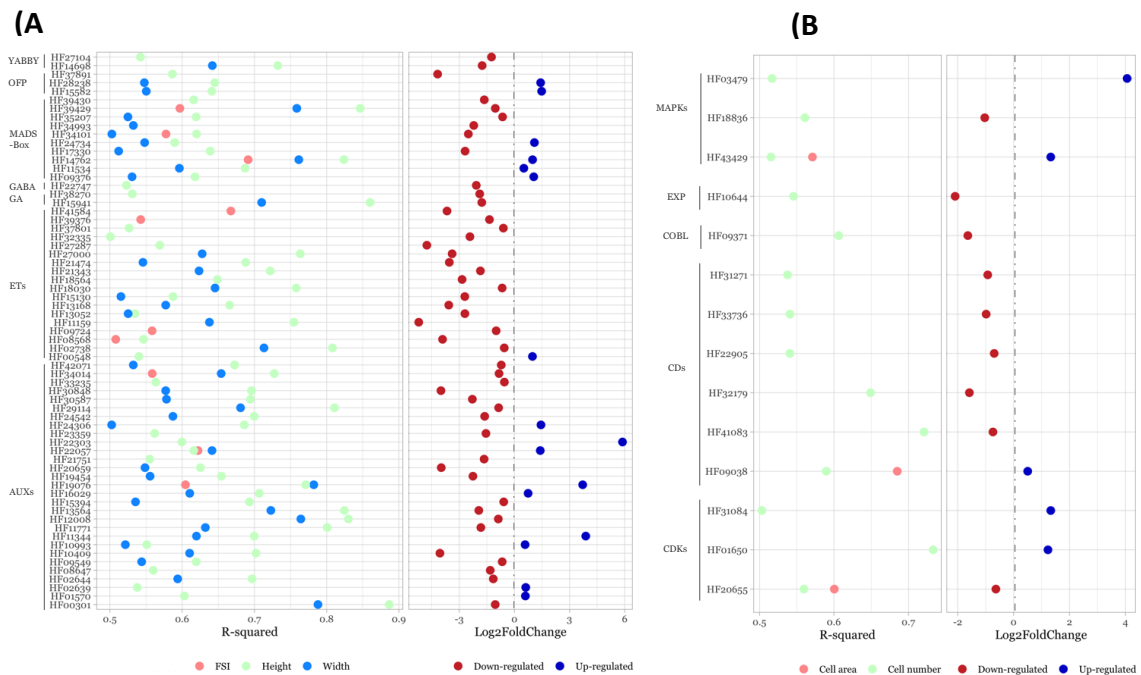 (A
YABBY
OFP
MADS
-Box
GABA
GA
ETs
AUXs
HF27104
HF14698
HF37891
HF28238
HF15582
HF39430
HF39429
HF35207
HF34993
HF34101
HF24734
HF17330
HF14762
HF11534
HF09376
HF22747
HF38270
HF15941
HF41584
HF39376
HF37801
HF32335
HF27287
HF27000
HF21474
HF21343
HF18564
HF18030
HF15130
HF13168
HF13052
HF11159
HF09724
HF08568
HF02738
HF00548
HF42071
HF34014
HF33235
HF30848
HF30587
HF29114
HF24542
HF24306
HF23359
HF22303
HF22057
HF21751
HF20659
HF19454
HF19076
HF16029
HF15394
HF13564
HF12008
HF11771
HF11344
HF10993
HF10409
HF09549
HF08647
HF02644
HF02639
HF01570
HF00301
0.5 0.6 0.7 0.8 0.9
R-squared
-3 0 3 6
Log2FoldChange
FSI Height Width
Down-regulated Up-regulated
(B
MAPKs
EXP
COBL
CDs
CDKs
HF03479
HF18836
HF43429
HF10644
HF09371
HF31271
HF33736
HF22905
HF32179
HF41083
HF09038
HF31084
HF01650
HF20655
0.5 0.6 0.7
R-squared
-2 0 2 4
Log2FoldChange
Cell area Cell number
Down-regulated Up-regulated